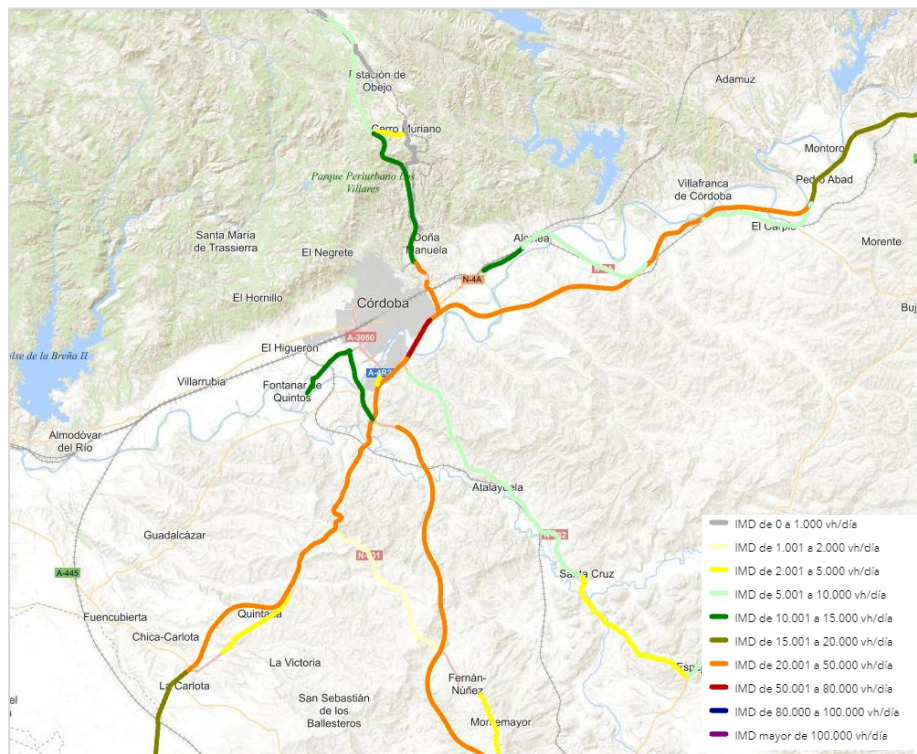 Estación de
Obejo
Adamuz
Cerro Muriano
Montoro
Parque Periurbano Los
Villares
Pedro Abad
Villafranca
de Córdoba
Santa María
de Trassierra
El Negrete
Doña
Manuela
Alcolea
El Carpio
Morente
N-4A
El Hornillo
Córdoba
Buj
A-3050
El Higuerón
Villarrubia
Fontanar de
Quintos
A-4R2
Almodóvar
del Río
Atalayuela
Guadalcázar
Santa Cruz
A-445
Fuencubierta
Chica-Carlota
Quintana
La Victoria
La Carlota
Fernán-
Núñez
San Sebastián
de los
Ballesteros
Montemayor
el
IMD de 0 a 1.000 vh/día
IMD de 1.001 a 2.000 vh/día
IMD de 2.001 a 5.000 vh/día
IMD de 5.001 a 10.000 vh/día
IMD de 10.001 a 15.000 vh/día
IMD de 15.001 a 20.000 vh/día
IMD de 20.001 a 50.000 vh/día
IMD de 50.001 a 80.000 vh/día
IMD de 80.000 a 100.000 vh/día
IMD mayor de 100.000 vh/día